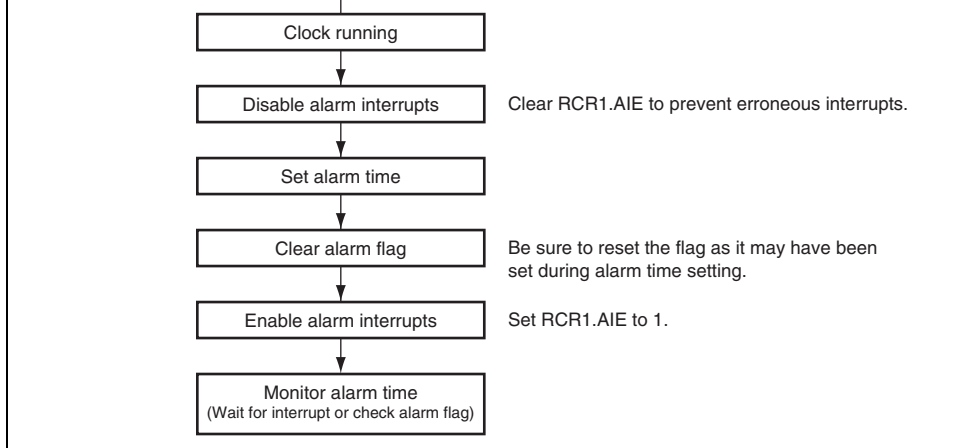 Clock running
Disable alarm interrupts
Clear RCR1.AIE to prevent erroneous interrupts.
Set alarm time
Clear alarm flag
Be sure to reset the flag as it may have been
set during alarm time setting.
Enable alarm interrupts
Set RCR1.AIE to 1.
Monitor alarm time
(Wait for interrupt or check alarm flag)